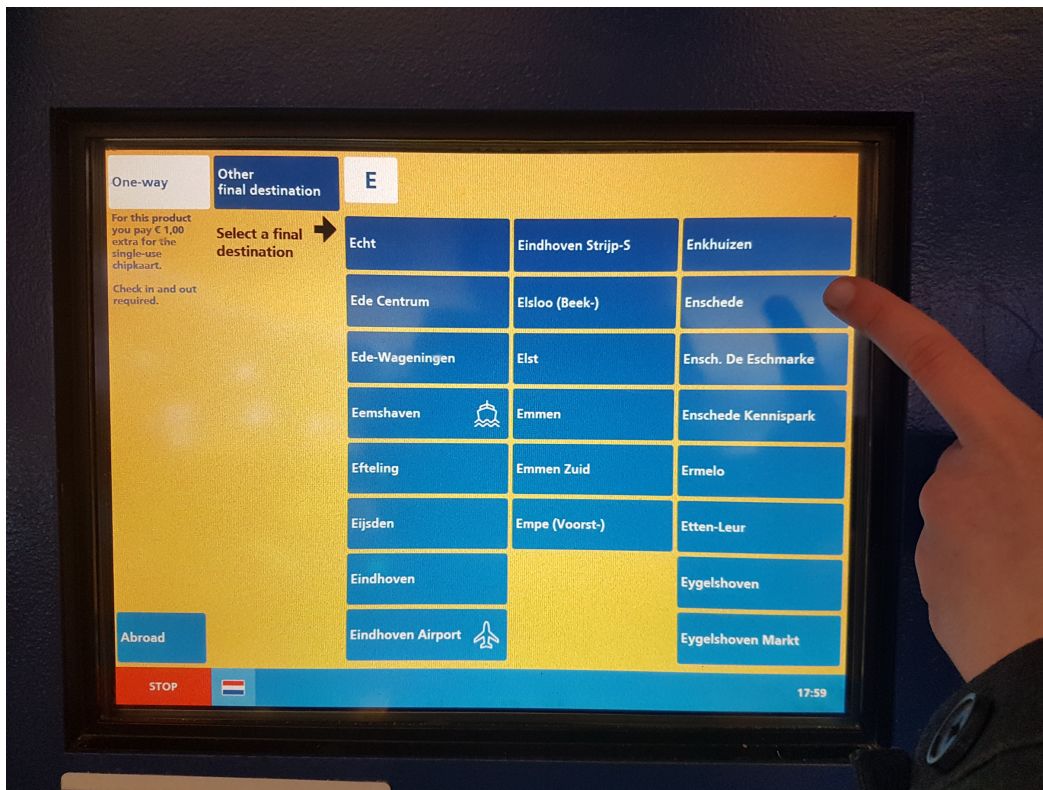 One-way
Other
final destination
E
For this product
you pay € 1,00
extra for the
single-use
chipkaart.
Check in and out
required.
Select a final
destination
Echt
Eindhoven Strijp-S
Enkhuizen
Ede Centrum
Elsloo (Beek-)
Enschede
Ede-Wageningen
Elst
Ensch. De Eschmarke
Eemshaven
Emmen
Enschede Kennispark
Efteling
Emmen Zuid
Ermelo
Eijsden
Empe (Voorst-)
Etten-Leur
Eindhoven
Eygelshoven
Eindhoven Airport
Eygelshoven Markt
Abroad
STOP
17:59